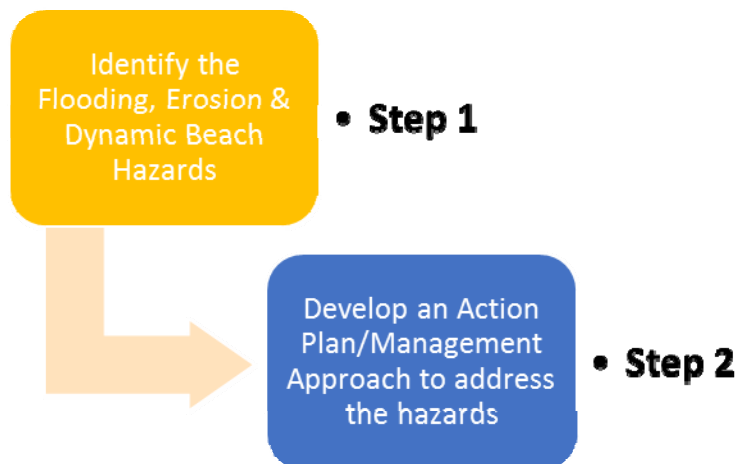 Identify the
Flooding, Erosion &
Dynamic Beach
Hazards
• Step 1
Develop an Action
Plan/Management
Approach to address
the hazards
• Step 2